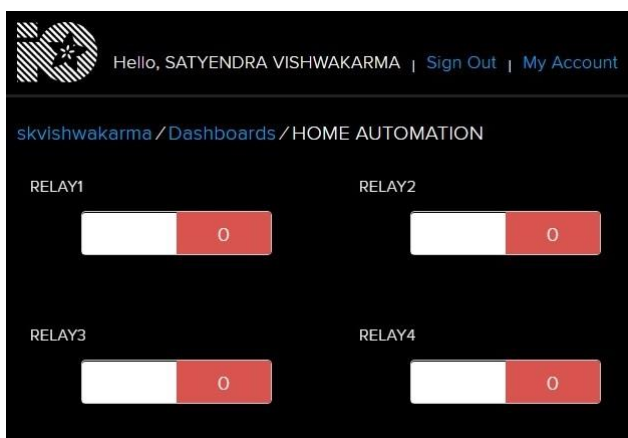 IO
Hello, SATYENDRA VISHWAKARMA | Sign Out | My Account
skvishwakarma / Dashboards / HOME AUTOMATION
RELAY1 RELAY2
0 0
RELAY3 RELAY4
0 0